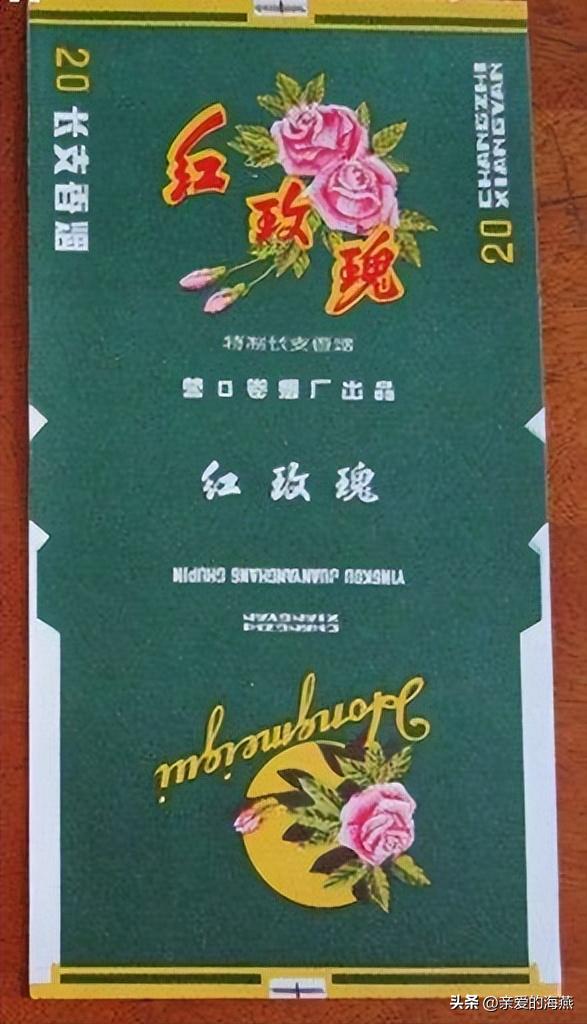 20 长支香烟
CHANGZHI
XIANGYAN
20
红玫瑰
特制长支香烟
营口卷烟厂出品
红玫瑰
YINGKOU JUANYANCHANG CHUPIN
CHANGZHI
XIANGYAN
Hongmeigui
头条 @亲爱的海燕